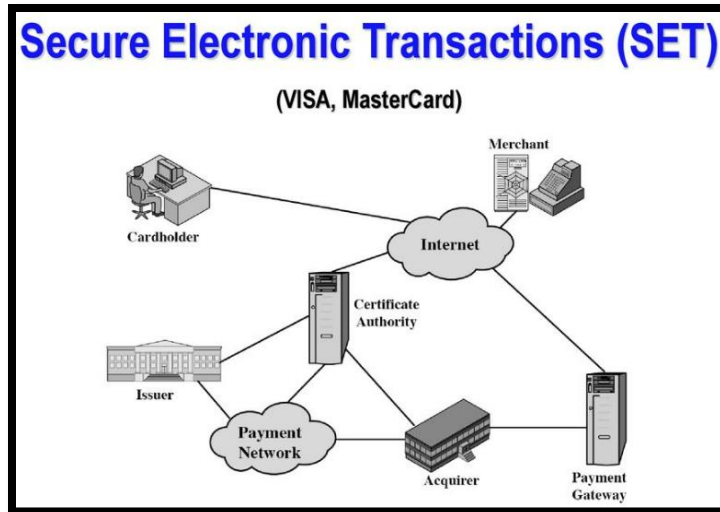 Secure Electronic Transactions (SET)
(VISA, MasterCard)
Merchant
Cardholder
Internet
Certificate
Authority
Issuer
Payment
Network
Acquirer
Payment
Gateway